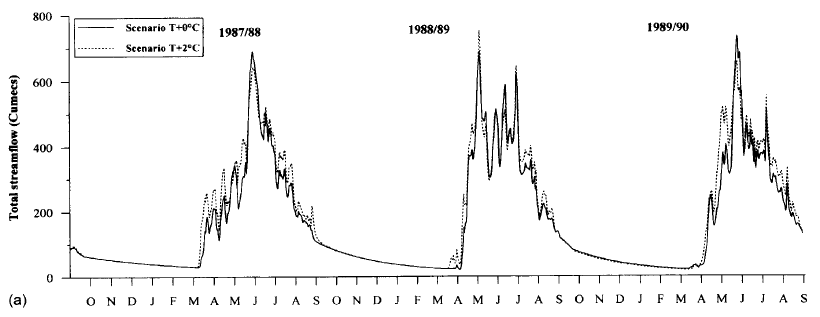 Scenario T+0°C
Scenario T+2°C
1987/88
1988/89
1989/90
Total streamflow (Cumecs)
800
600
400
200
0
O N D J F M A M J J A S O N D J F M A M J J A S O N D J F M A M J J A S
(a)